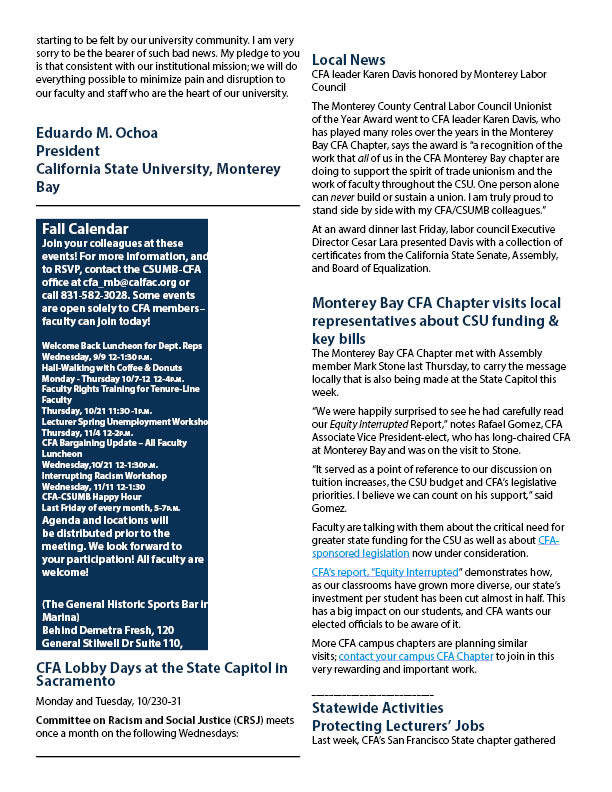 starting to be felt by our university community. I am very
sorry to be the bearer of such bad news. My pledge to you
is that consistent with our institutional mission; we will do
everything possible to minimize pain and disruption to
our faculty and staff who are the heart of our university.
Eduardo M. Ochoa
President
California State University, Monterey
Bay
Fall Calendar
Join your colleagues at these
events! For more information, and
to RSVP, contact the CSUMB-CFA
office at cfa_mb@calfac.org or
call 831-582-3028. Some events
are open solely to CFA members–
faculty can join today!
Welcome Back Luncheon for Dept. Reps
Wednesday, 9/9 12-1:30 P.M.
Hall-Walking with Coffee & Donuts
Monday - Thursday 10/7-12 12-4P.M.
Faculty Rights Training for Tenure-Line
Faculty
Thursday, 10/21 11:30 -1P.M.
Lecturer Spring Unemployment Worksho
Thursday, 11/4 12-2P.M.
CFA Bargaining Update – All Faculty
Luncheon
Wednesday,10/21 12-1:30P.M.
Interrupting Racism Workshop
Wednesday, 11/11 12-1:30
CFA-CSUMB Happy Hour
Last Friday of every month, 5-7P.M.
Agenda and locations will
be distributed prior to the
meeting. We look forward to
your participation! All faculty are
welcome!
(The General Historic Sports Bar in
Marina)
Behind Demetra Fresh, 120
General Stilwell Dr Suite 110,
CFA Lobby Days at the State Capitol in
Sacramento
Monday and Tuesday, 10/230-31
Committee on Racism and Social Justice (CRSJ) meets
once a month on the following Wednesdays:
Local News
CFA leader Karen Davis honored by Monterey Labor
Council
The Monterey County Central Labor Council Unionist
of the Year Award went to CFA leader Karen Davis, who
has played many roles over the years in the Monterey
Bay CFA Chapter, says the award is “a recognition of the
work that all of us in the CFA Monterey Bay chapter are
doing to support the spirit of trade unionism and the
work of faculty throughout the CSU. One person alone
can never build or sustain a union. I am truly proud to
stand side by side with my CFA/CSUMB colleagues.”
At an award dinner last Friday, labor council Executive
Director Cesar Lara presented Davis with a collection of
certificates from the California State Senate, Assembly,
and Board of Equalization.
Monterey Bay CFA Chapter visits local
representatives about CSU funding &
key bills
The Monterey Bay CFA Chapter met with Assembly
member Mark Stone last Thursday, to carry the message
locally that is also being made at the State Capitol this
week.
“We were happily surprised to see he had carefully read
our Equity Interrupted Report,” notes Rafael Gomez, CFA
Associate Vice President-elect, who has long-chaired CFA
at Monterey Bay and was on the visit to Stone.
“It served as a point of reference to our discussion on
tuition increases, the CSU budget and CFA’s legislative
priorities. I believe we can count on his support,” said
Gomez.
Faculty are talking with them about the critical need for
greater state funding for the CSU as well as about CFA-
sponsored legislation now under consideration.
CFA’s report, “Equity Interrupted” demonstrates how,
as our classrooms have grown more diverse, our state’s
investment per student has been cut almost in half. This
has a big impact on our students, and CFA wants our
elected officials to be aware of it.
More CFA campus chapters are planning similar
visits; contact your campus CFA Chapter to join in this
very rewarding and important work.
____________________________
Statewide Activities
Protecting Lecturers’ Jobs
Last week, CFA’s San Francisco State chapter gathered